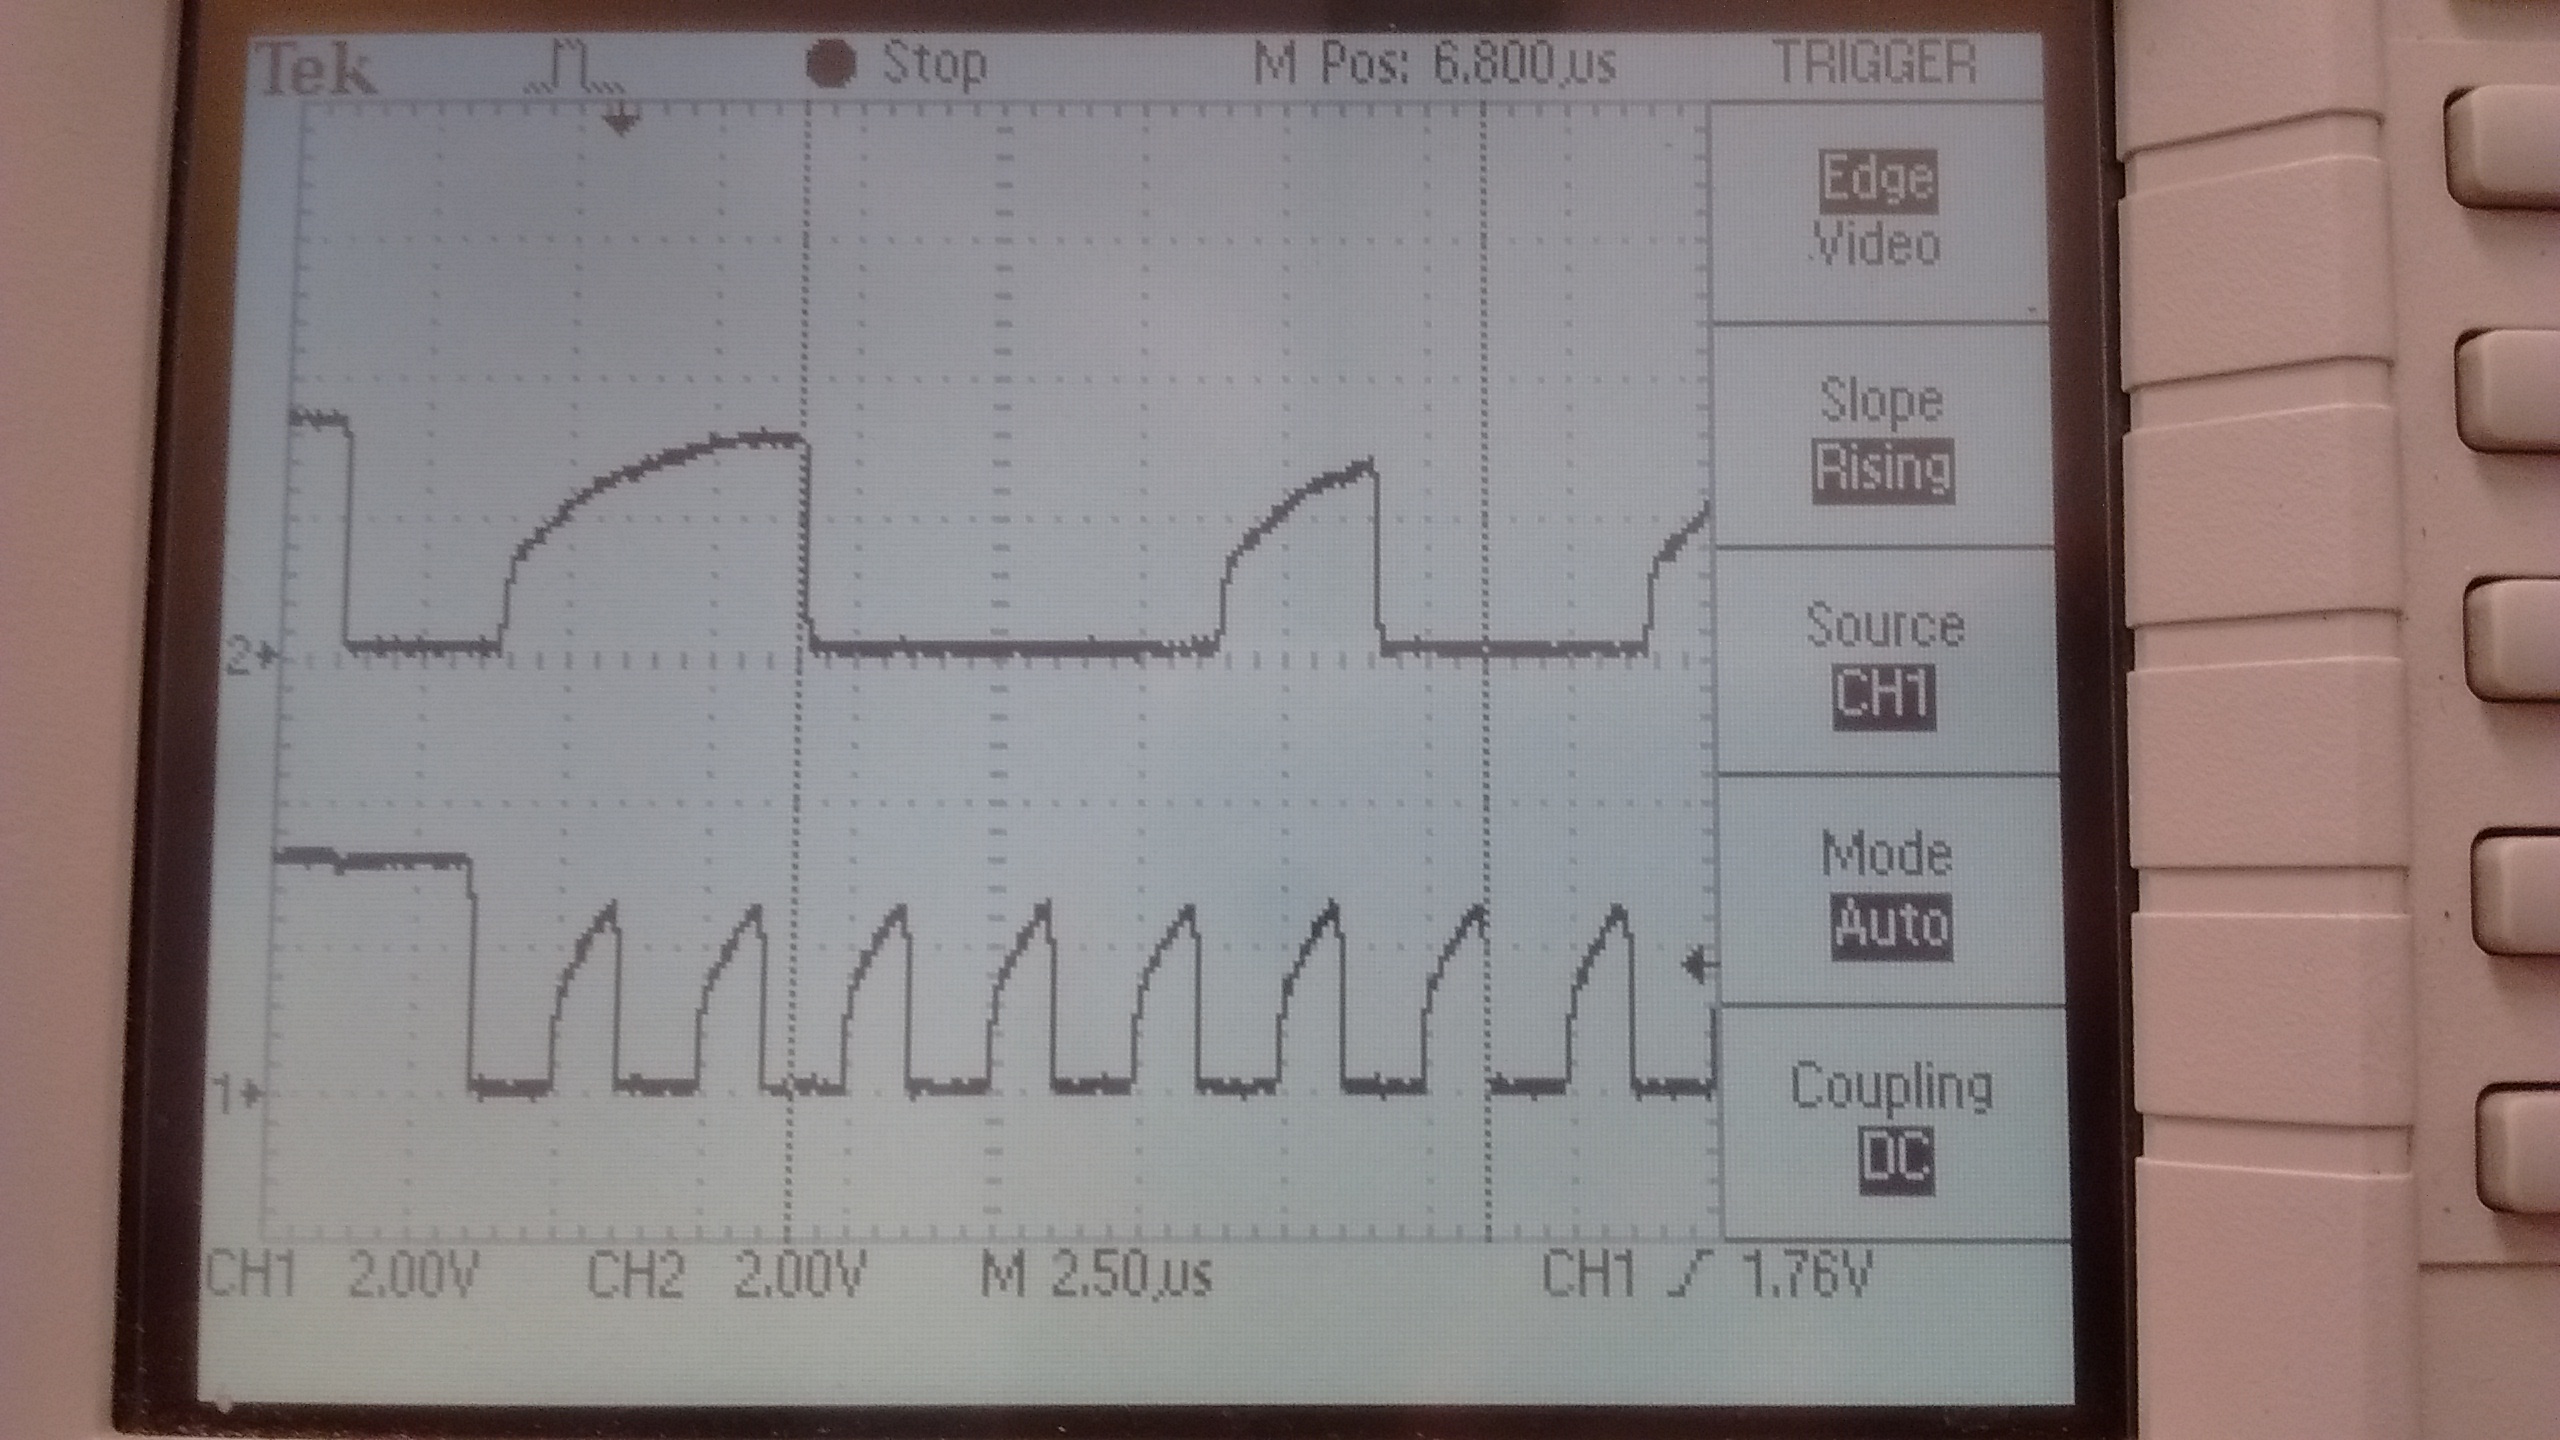 Tek Stop M Pos: 6.800µs TRIGGER
Edge
Video
Slope
Rising
Source
CH1
Mode
Auto
Coupling
DC
2
1
CH1 2.00V CH2 2.00V M 2.50µs CH1 1.76V